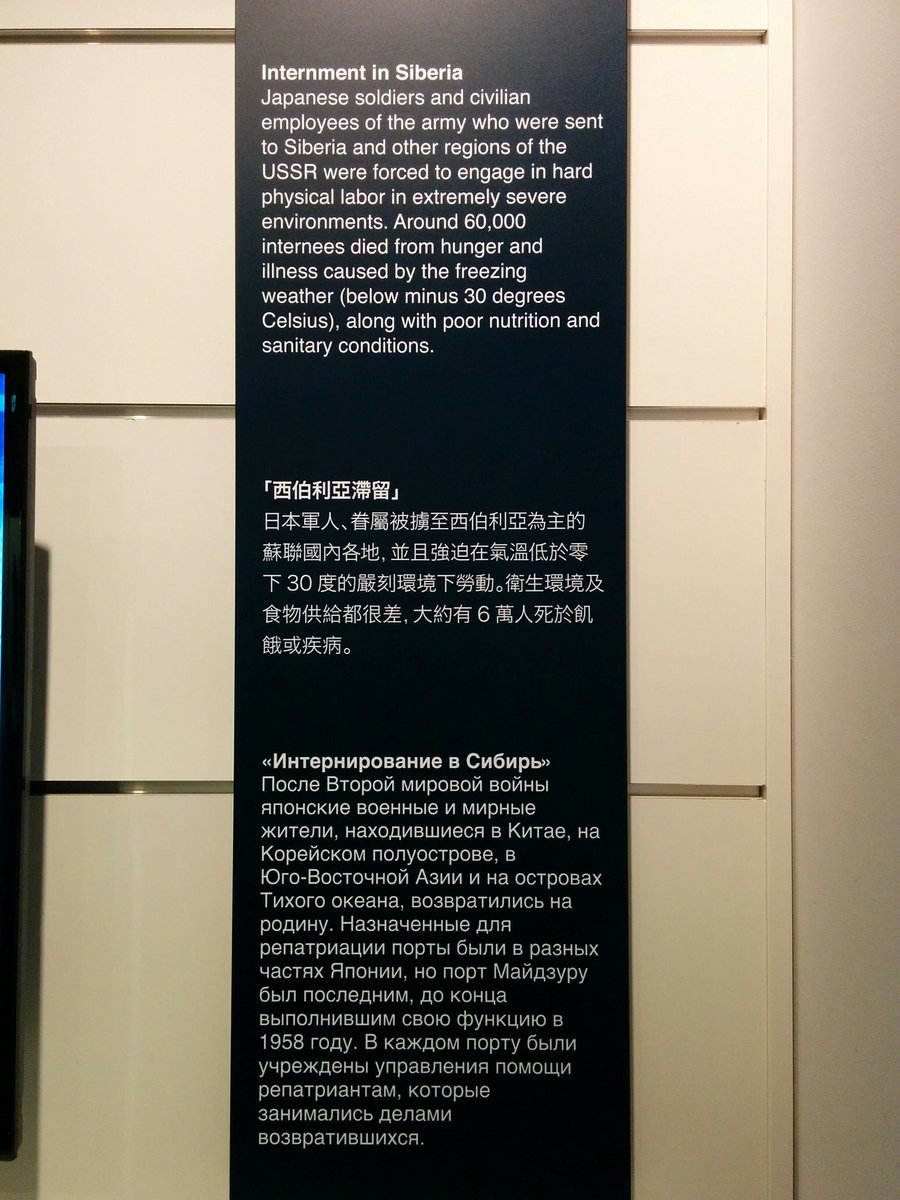 Internment in Siberia
Japanese soldiers and civilian
employees of the army who were sent
to Siberia and other regions of the
USSR were forced to engage in hard
physical labor in extremely severe
environments. Around 60,000
internees died from hunger and
illness caused by the freezing
weather (below minus 30 degrees
Celsius), along with poor nutrition and
sanitary conditions.
「西伯利亞滯留」
日本軍人、眷屬被擄至西伯利亞為主的
蘇聯國內各地，並且強迫在氣溫低於零
下 30 度的嚴刻環境下勞動。衛生環境及
食物供給都很差，大約有 6 萬人死於飢
餓或疾病。
«Интернирование в Сибирь»
После Второй мировой войны
японские военные и мирные
жители, находившиеся в Китае, на
Корейском полуострове, в
Юго-Восточной Азии и на островах
Тихого океана, возвратились на
родину. Назначенные для
репатриации порты были в разных
частях Японии, но порт Майдзуру
был последним, до конца
выполнившим свою функцию в
1958 году. В каждом порту были
учреждены управления помощи
репатриантам, которые
занимались делами
возвратившихся.